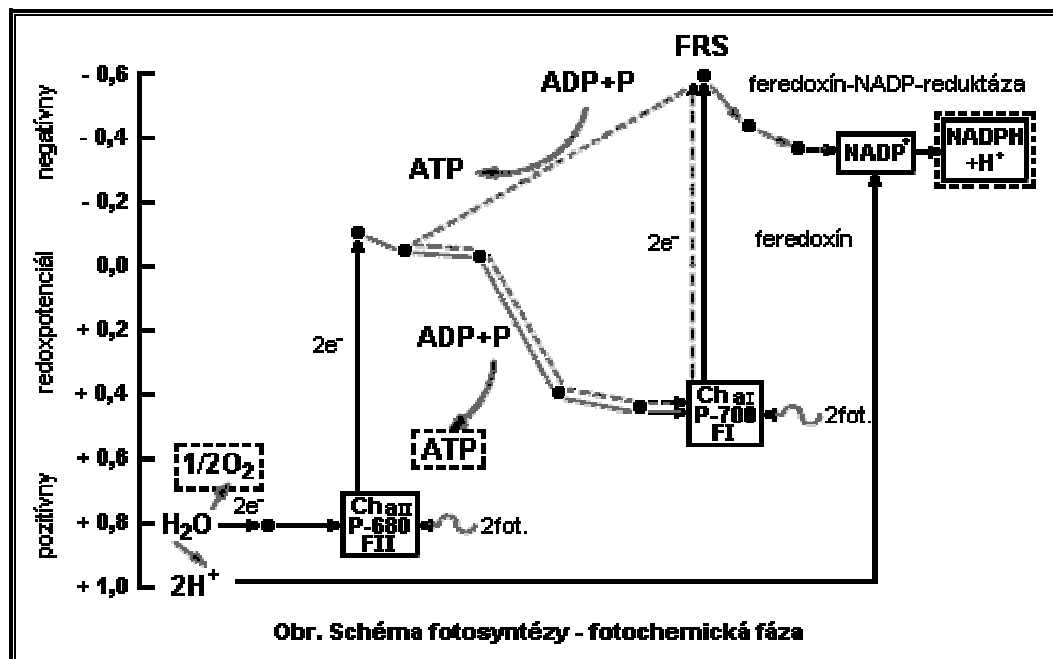 FRS
- 0,6
ADP+P
feredoxín-NADP-reduktáza
negatívny
- 0,4
NADP+
NADPH
+H+
ATP
- 0,2
2e-
feredoxín
0,0
redoxpotenciál
+ 0,2
2e-
ADP+P
+ 0,4
Ch aI
P-700
FI
2fot.
ATP
+ 0,6
1/2O2
pozitívny
2e-
Ch aII
P-680
FII
+ 0,8
H2O
2fot.
+ 1,0
2H+
Obr. Schéma fotosyntézy - fotochemická fáza